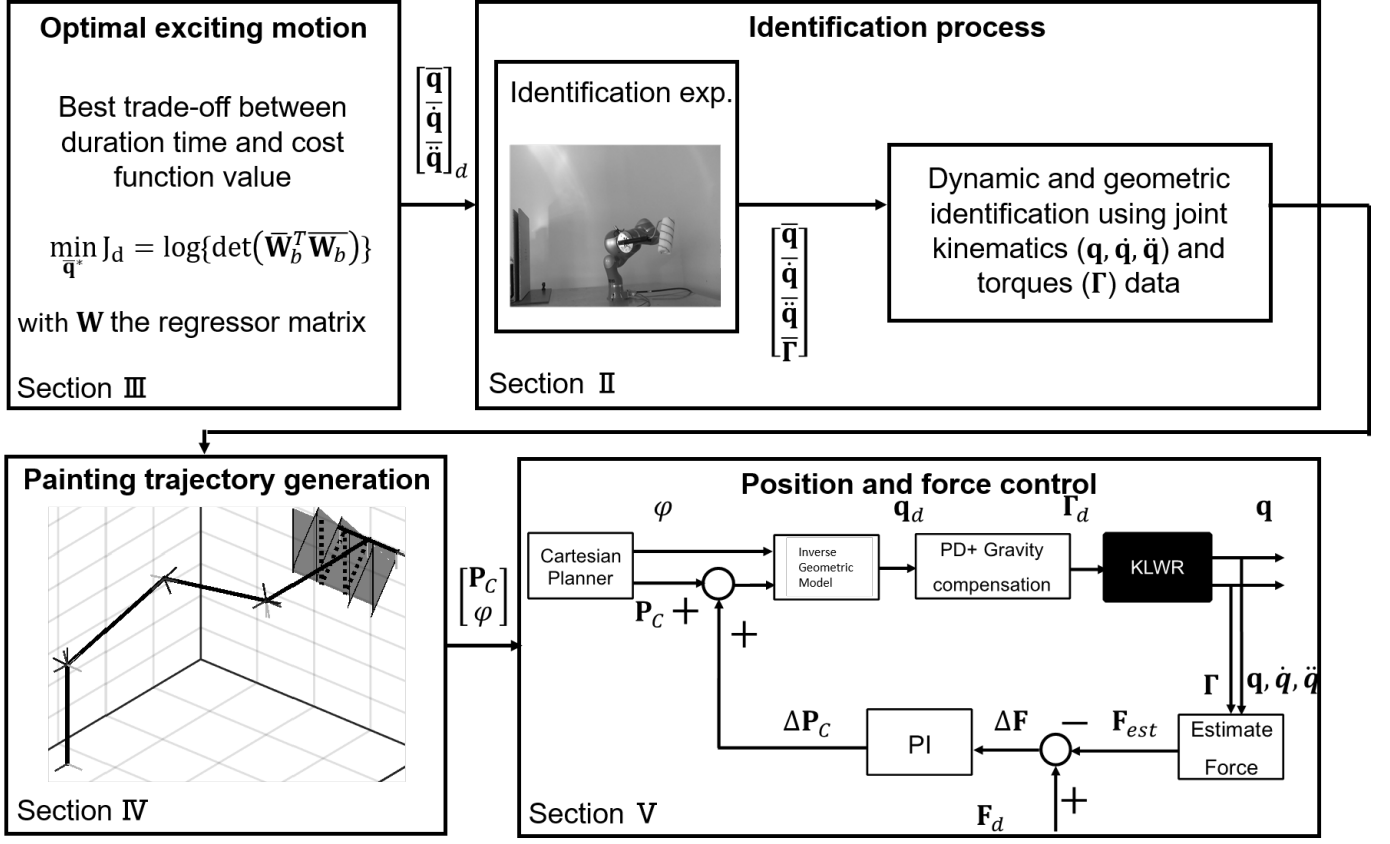 Optimal exciting motion
Best trade-off between
duration time and cost
function value
min J_d = log{det(W̅_b^T W̅_b)}
q̅*
with W the regressor matrix
Section Ⅲ
[q̅ q̅̇ q̅̈]_d
Identification process
Identification exp.
[q̅ q̅̇ q̅̈ Γ̅]
Dynamic and geometric
identification using joint
kinematics (q, q̇, q̈) and
torques (Γ) data
Section Ⅱ
Painting trajectory generation
Section Ⅳ
[P_C φ]
Position and force control
φ
q_d
Γ_d
q
Cartesian
Planner
Inverse
Geometric
Model
PD+ Gravity
compensation
KLWR
P_C +
+
Γ
q, q̇, q̈
ΔP_C
PI
ΔF
−
F_est
Estimate
Force
+
F_d
Section Ⅴ